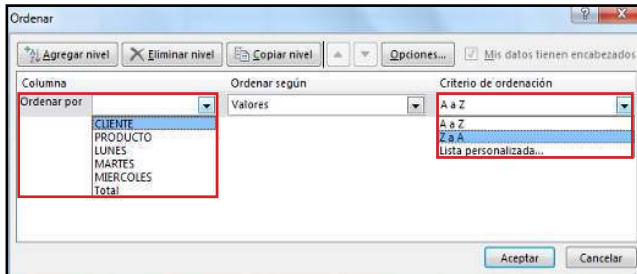 Ordenar
Agregar nivel Eliminar nivel Copiar nivel Opciones... Mis datos tienen encabezados
Columna Ordenar según Criterio de ordenación
Ordenar por Valores A a Z
CLIENTE A a Z
PRODUCTO Z a A
LUNES Lista personalizada...
MARTES
MIERCOLES
Total
Aceptar Cancelar